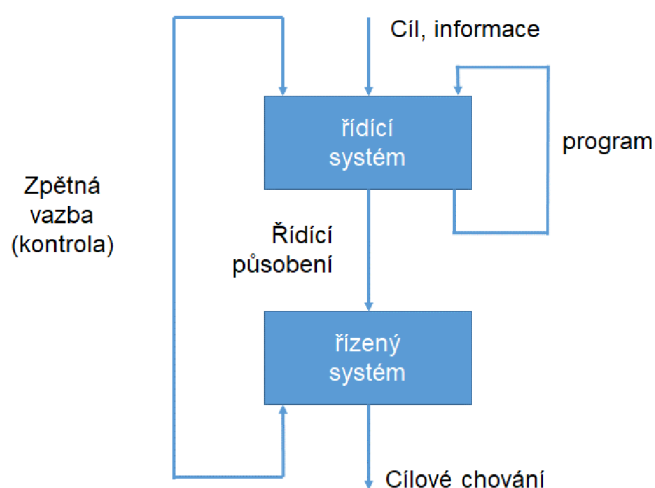 Cíl, informace
řídící
systém
program
Zpětná
vazba
(kontrola)
Řídící
působení
řízený
systém
Cílové chování